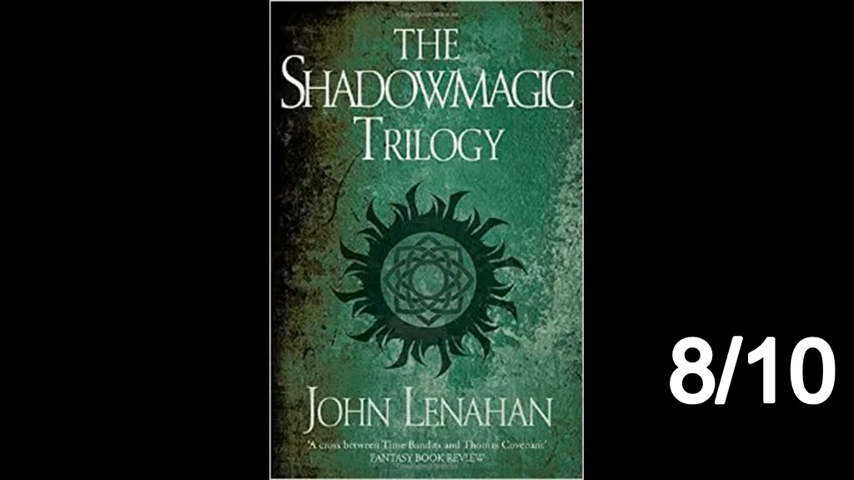 THE
SHADOWMAGIC
TRILOGY
JOHN LENAHAN
'A cross between Time Bandits and Thomas Covenant'
FANTASY BOOK REVIEW
8/10